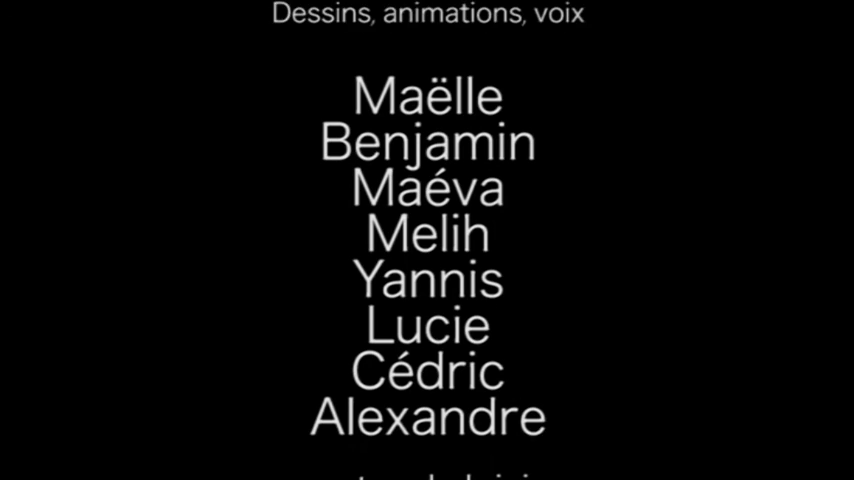 Dessins, animations, voix
Maëlle
Benjamin
Maéva
Melih
Yannis
Lucie
Cédric
Alexandre